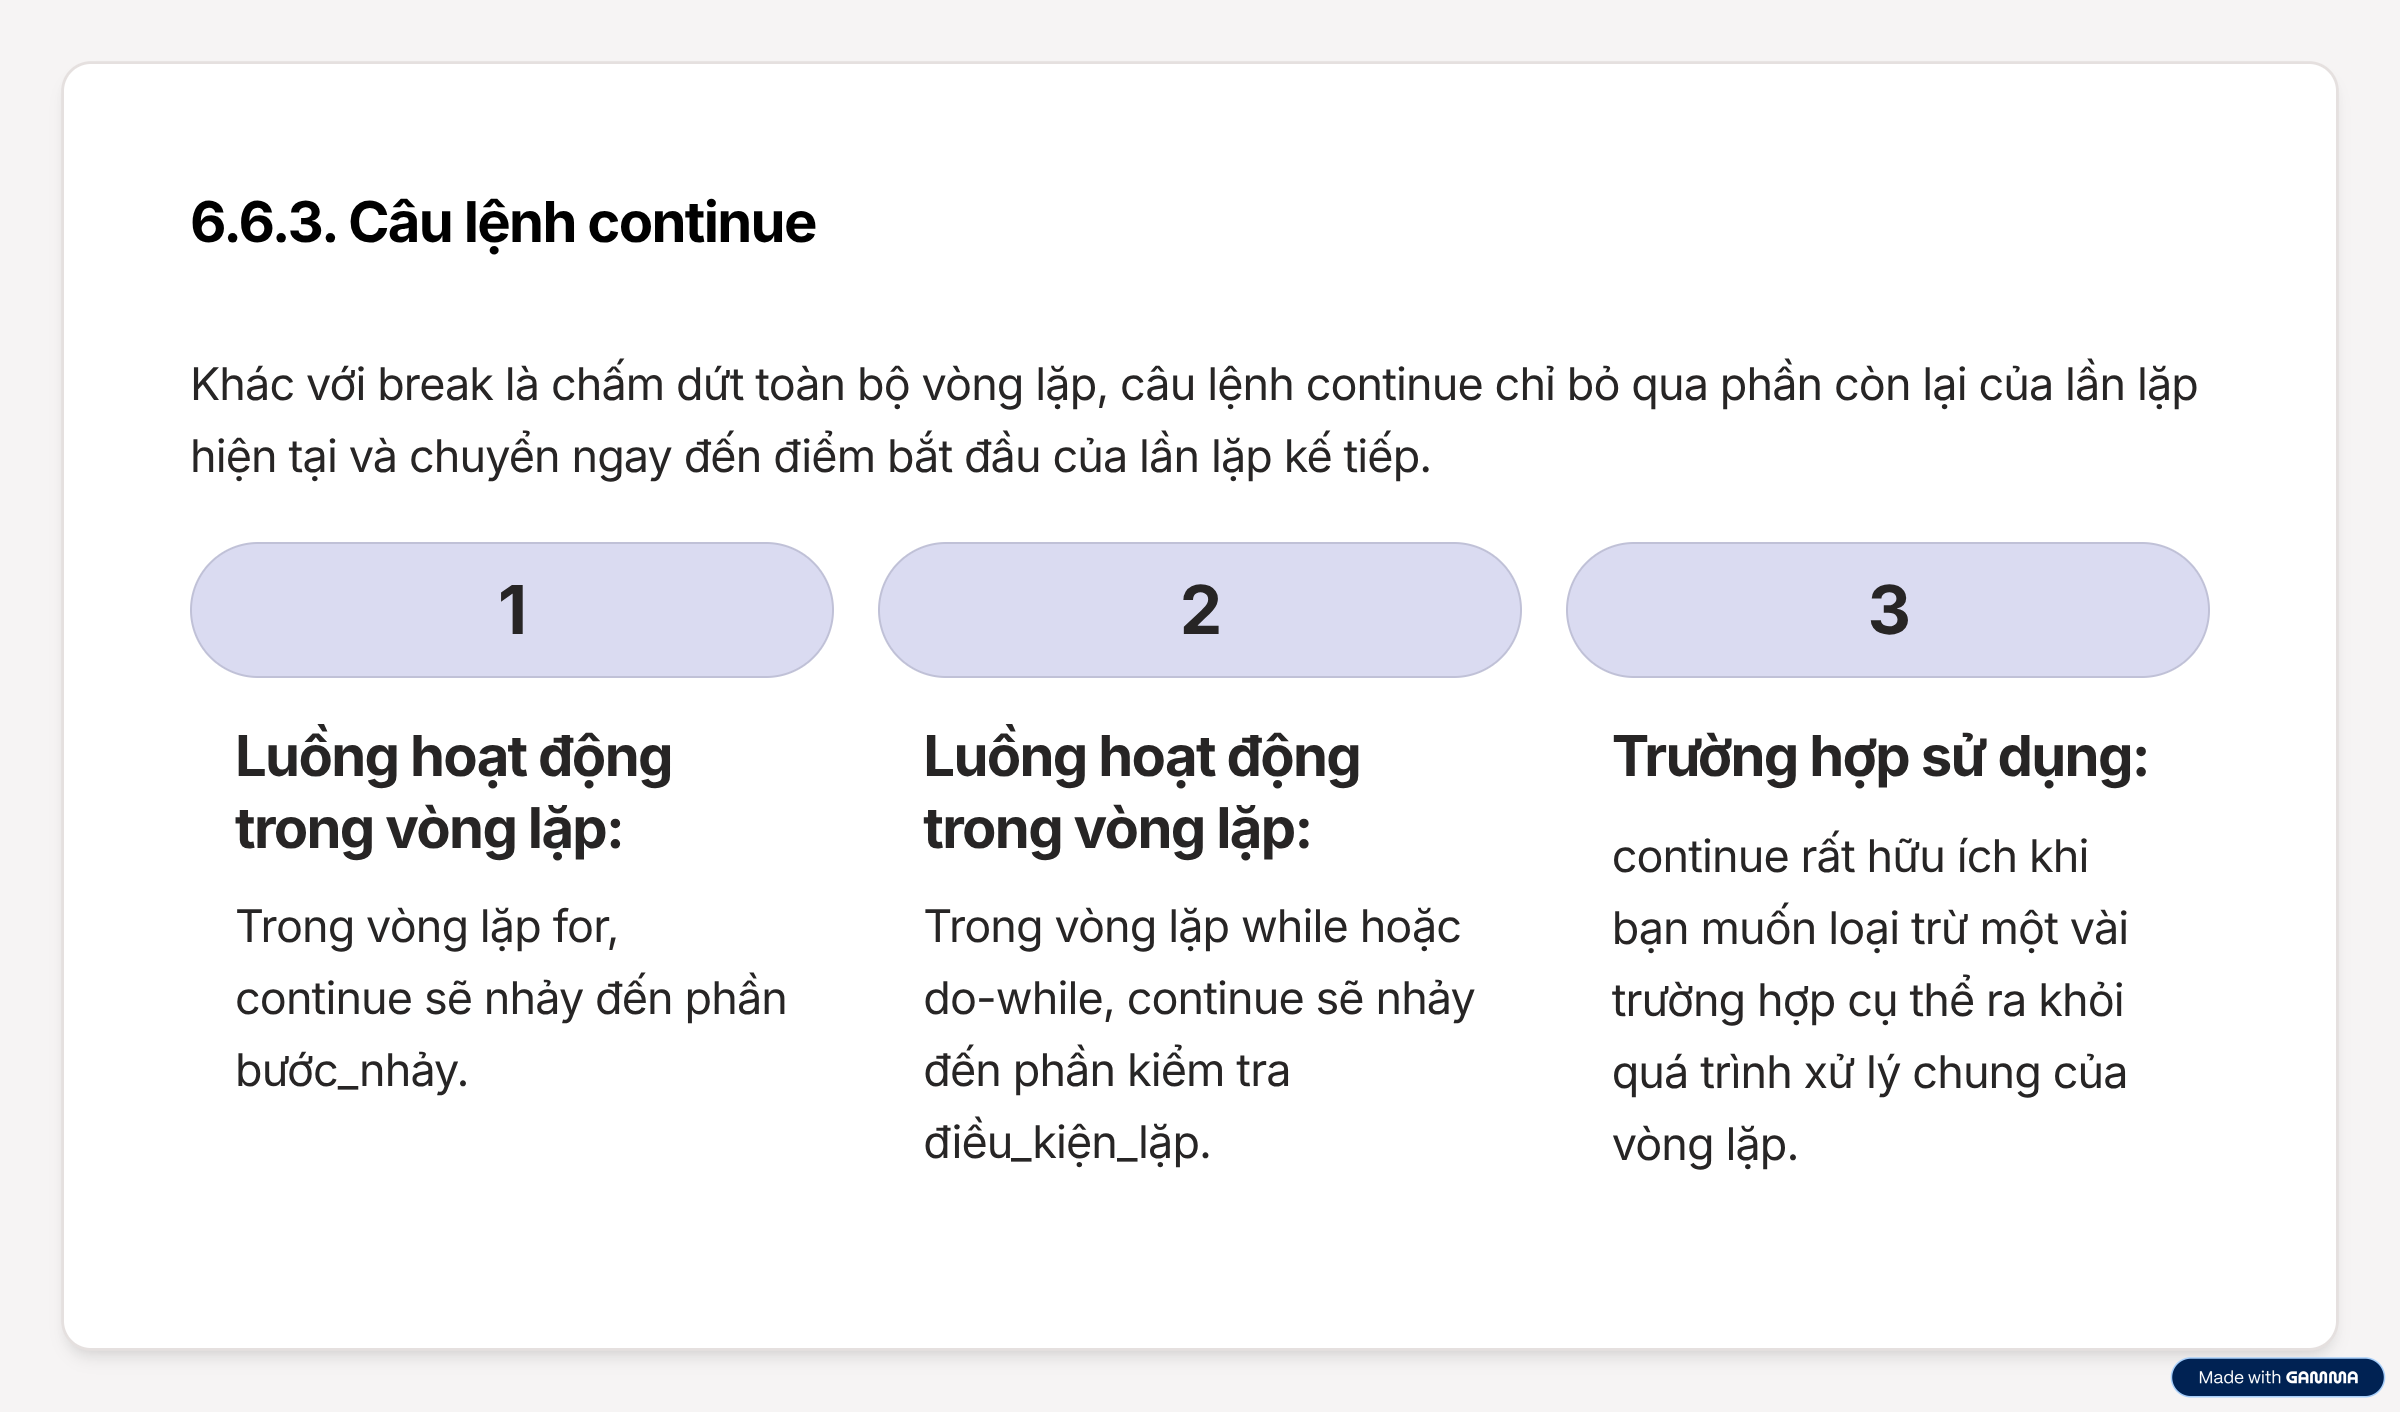 6.6.3. Câu lệnh continue
Khác với break là chấm dứt toàn bộ vòng lặp, câu lệnh continue chỉ bỏ qua phần còn lại của lần lặp
hiện tại và chuyển ngay đến điểm bắt đầu của lần lặp kế tiếp.
1
Luồng hoạt động
trong vòng lặp:
Trong vòng lặp for,
continue sẽ nhảy đến phần
bước_nhảy.
2
Luồng hoạt động
trong vòng lặp:
Trong vòng lặp while hoặc
do-while, continue sẽ nhảy
đến phần kiểm tra
điều_kiện_lặp.
3
Trường hợp sử dụng:
continue rất hữu ích khi
bạn muốn loại trừ một vài
trường hợp cụ thể ra khỏi
quá trình xử lý chung của
vòng lặp.
Made with GAMMA